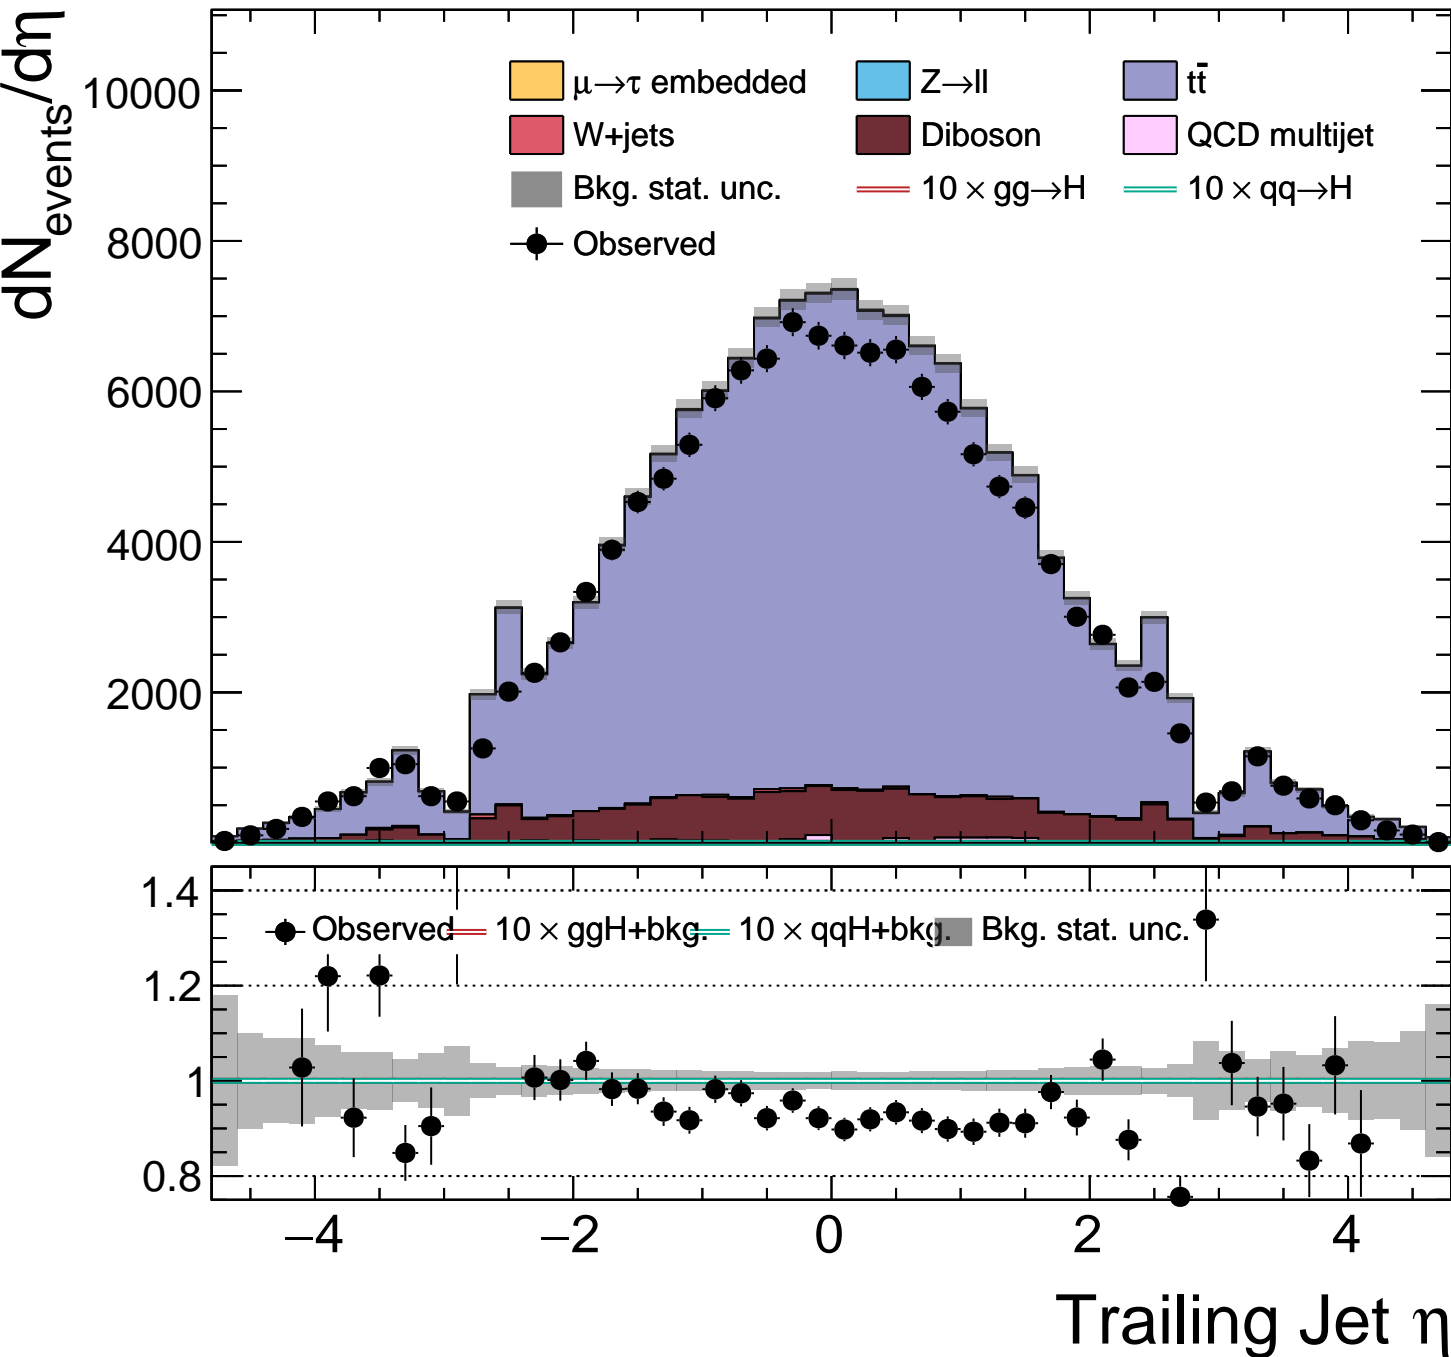 dN_events/dη
10000
8000
6000
4000
2000
μ→τ embedded Z→ll tt̄
W+jets Diboson QCD multijet
Bkg. stat. unc. 10 × gg→H 10 × qq→H
Observed
1.4
1.2
1
0.8
Observed 10 × ggH+bkg. 10 × qqH+bkg. Bkg. stat. unc.
−4 −2 0 2 4
Trailing Jet η